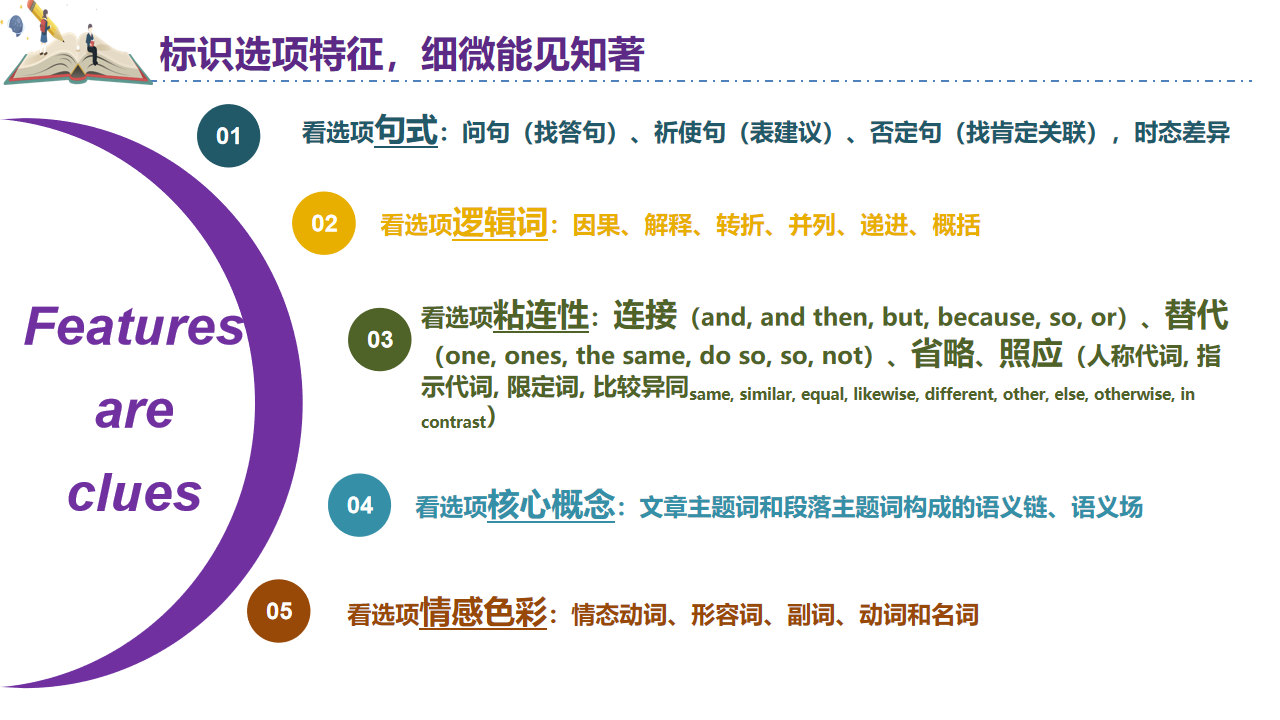 标识选项特征，细微能见知著
01
看选项句式：问句（找答句）、祈使句（表建议）、否定句（找肯定关联），时态差异
02
看选项逻辑词：因果、解释、转折、并列、递进、概括
Features
are
clues
03
看选项粘连性：连接（and, and then, but, because, so, or）、替代
（one, ones, the same, do so, so, not）、省略、照应（人称代词, 指
示代词, 限定词, 比较异同same, similar, equal, likewise, different, other, else, otherwise, in
contrast）
04
看选项核心概念：文章主题词和段落主题词构成的语义链、语义场
05
看选项情感色彩：情态动词、形容词、副词、动词和名词